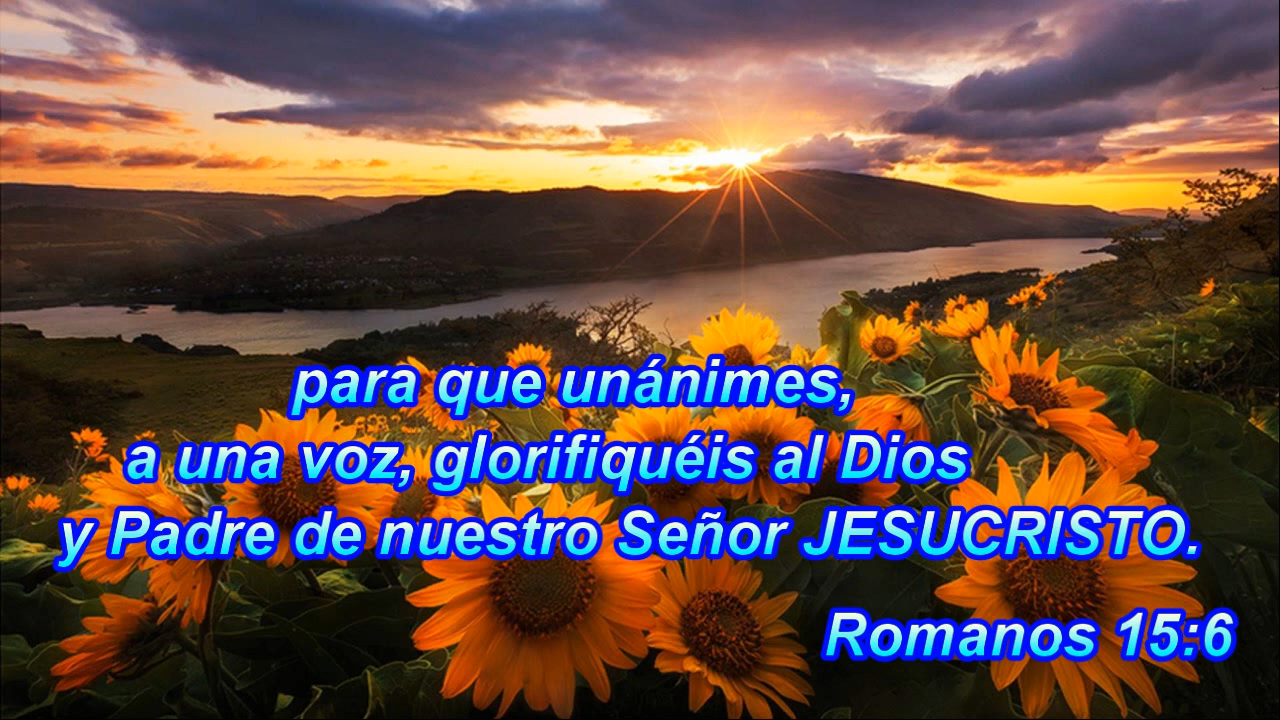 para que unánimes,
a una voz, glorifiquéis al Dios
y Padre de nuestro Señor JESUCRISTO.
Romanos 15:6